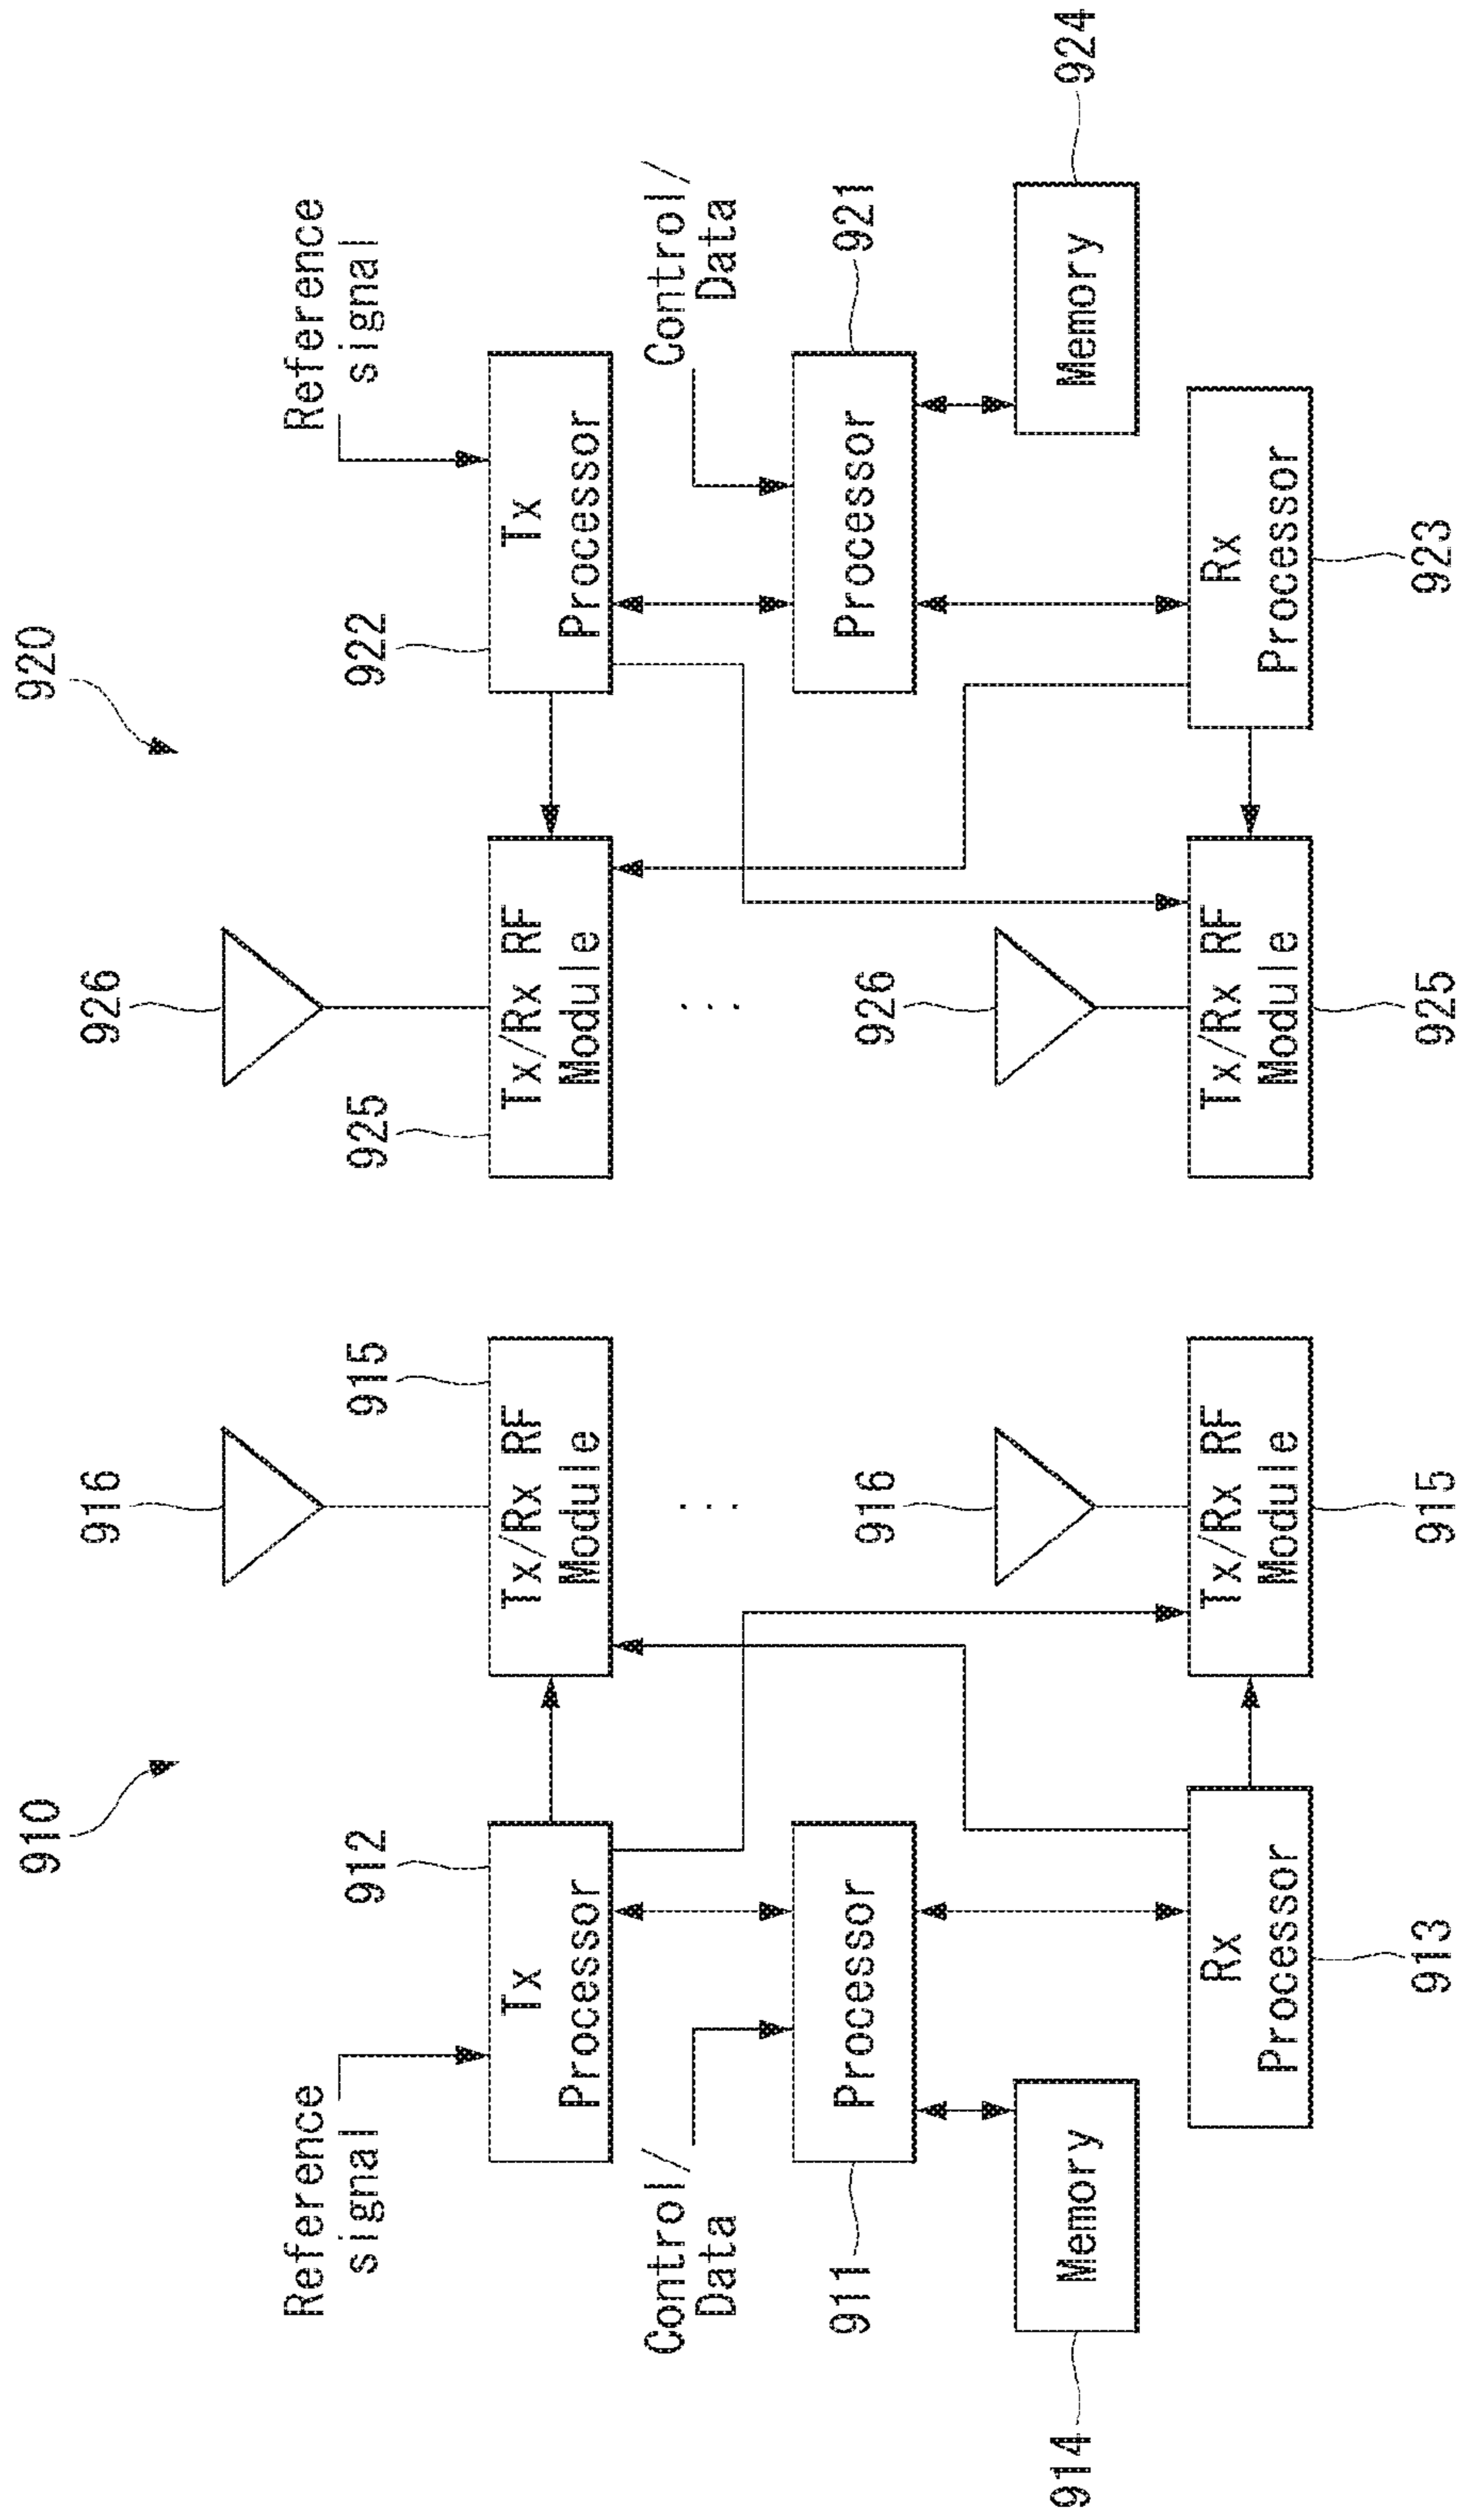 910
Reference
signal
912
Tx
Processor
Control/
Data
911
Processor
914
Memory
Rx
Processor
913
916
915
Tx/Rx RF
Module
...
916
Tx/Rx RF
Module
915
920
926
925
Tx/Rx RF
Module
...
926
Tx/Rx RF
Module
925
Reference
signal
922
Tx
Processor
Control/
Data
921
Processor
924
Memory
Rx
Processor
923